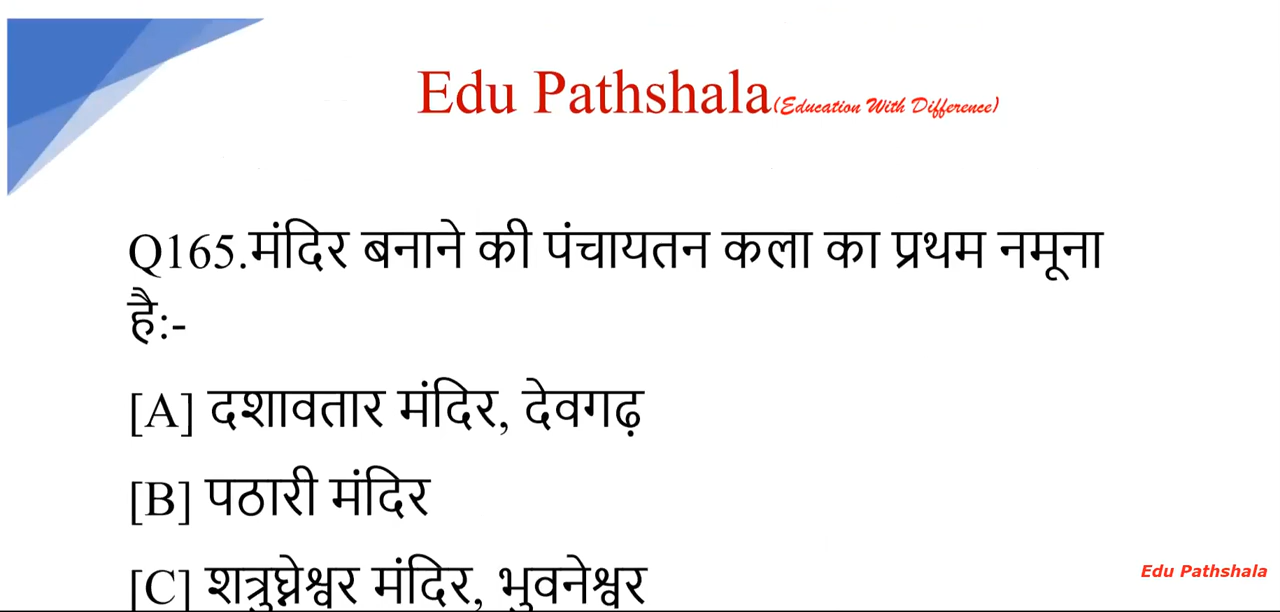 Edu Pathshala(Education With Difference)
Q165.मंदिर बनाने की पंचायतन कला का प्रथम नमूना
है:-
[A] दशावतार मंदिर, देवगढ़
[B] पठारी मंदिर
[C] शत्रुघ्नेश्वर मंदिर, भुवनेश्वर
Edu Pathshala